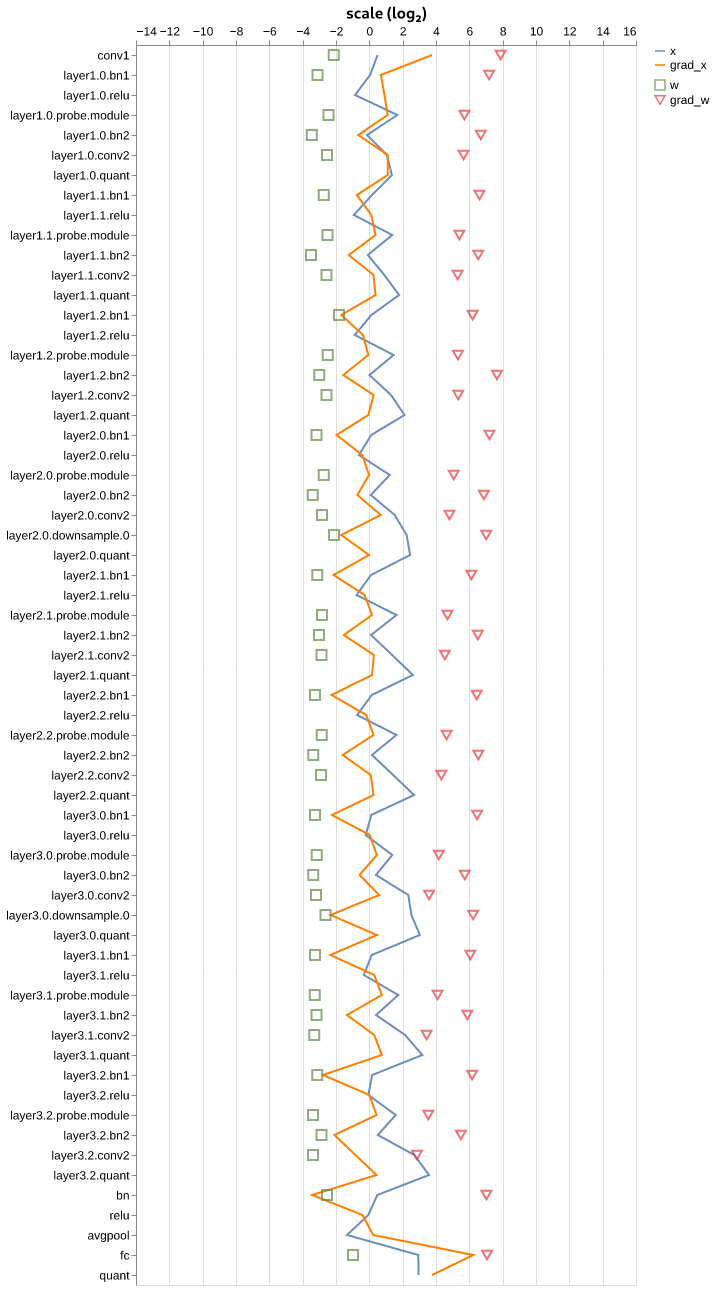 scale (log₂)
−14 −12 −10 −8 −6 −4 −2 0 2 4 6 8 10 12 14 16
x
grad_x
w
grad_w
conv1
layer1.0.bn1
layer1.0.relu
layer1.0.probe.module
layer1.0.bn2
layer1.0.conv2
layer1.0.quant
layer1.1.bn1
layer1.1.relu
layer1.1.probe.module
layer1.1.bn2
layer1.1.conv2
layer1.1.quant
layer1.2.bn1
layer1.2.relu
layer1.2.probe.module
layer1.2.bn2
layer1.2.conv2
layer1.2.quant
layer2.0.bn1
layer2.0.relu
layer2.0.probe.module
layer2.0.bn2
layer2.0.conv2
layer2.0.downsample.0
layer2.0.quant
layer2.1.bn1
layer2.1.relu
layer2.1.probe.module
layer2.1.bn2
layer2.1.conv2
layer2.1.quant
layer2.2.bn1
layer2.2.relu
layer2.2.probe.module
layer2.2.bn2
layer2.2.conv2
layer2.2.quant
layer3.0.bn1
layer3.0.relu
layer3.0.probe.module
layer3.0.bn2
layer3.0.conv2
layer3.0.downsample.0
layer3.0.quant
layer3.1.bn1
layer3.1.relu
layer3.1.probe.module
layer3.1.bn2
layer3.1.conv2
layer3.1.quant
layer3.2.bn1
layer3.2.relu
layer3.2.probe.module
layer3.2.bn2
layer3.2.conv2
layer3.2.quant
bn
relu
avgpool
fc
quant